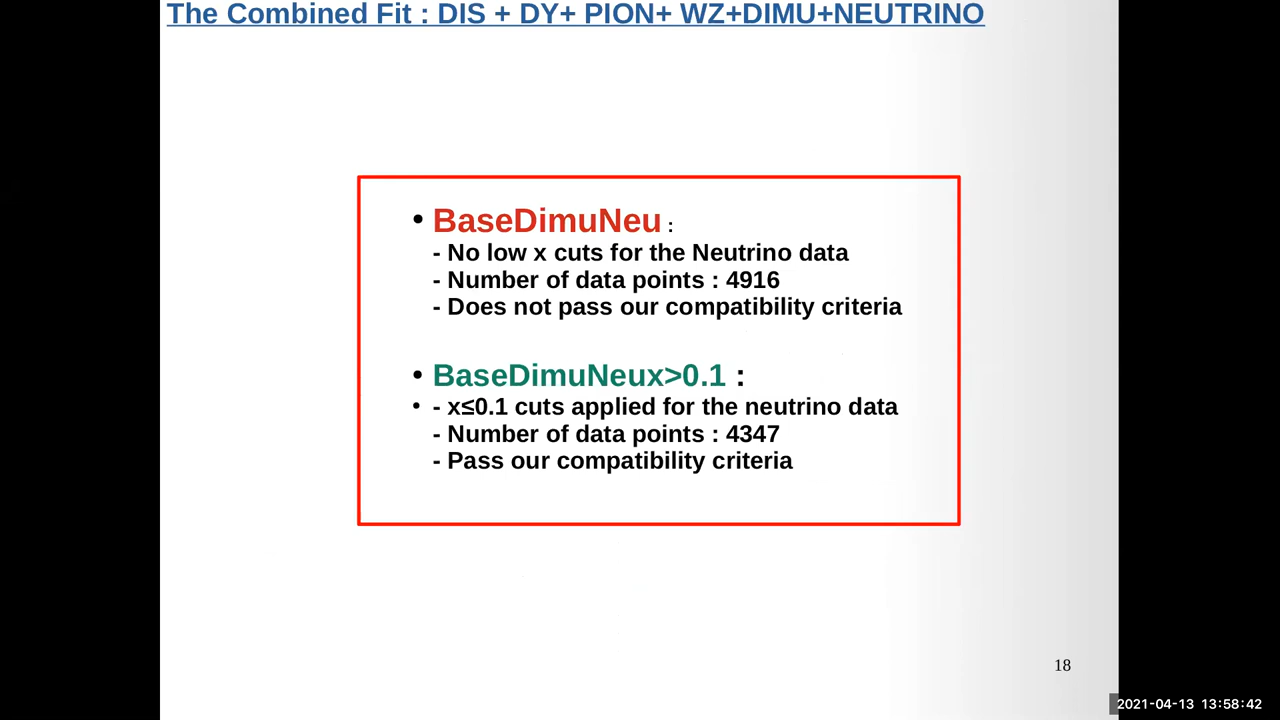 The Combined Fit : DIS + DY+ PION+ WZ+DIMU+NEUTRINO
• BaseDimuNeu :
- No low x cuts for the Neutrino data
- Number of data points : 4916
- Does not pass our compatibility criteria
• BaseDimuNeux>0.1 :
• - x≤0.1 cuts applied for the neutrino data
- Number of data points : 4347
- Pass our compatibility criteria
18
2021-04-13 13:58:42